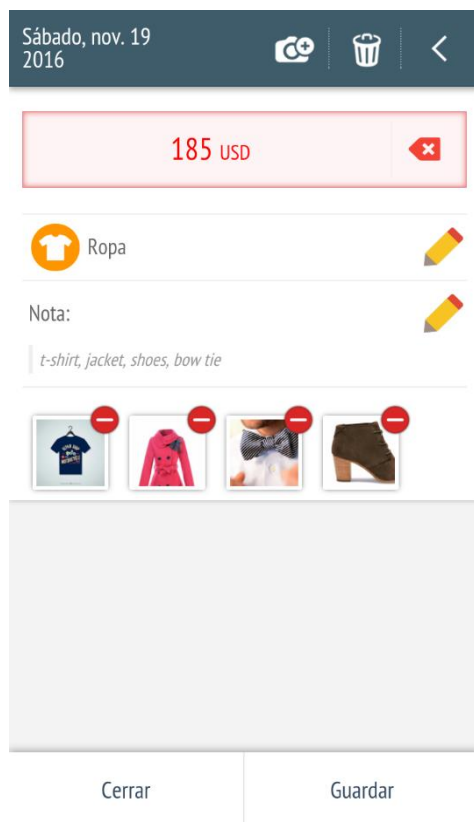 Sábado, nov. 19
2016
185 USD
Ropa
Nota:
t-shirt, jacket, shoes, bow tie
Cerrar
Guardar